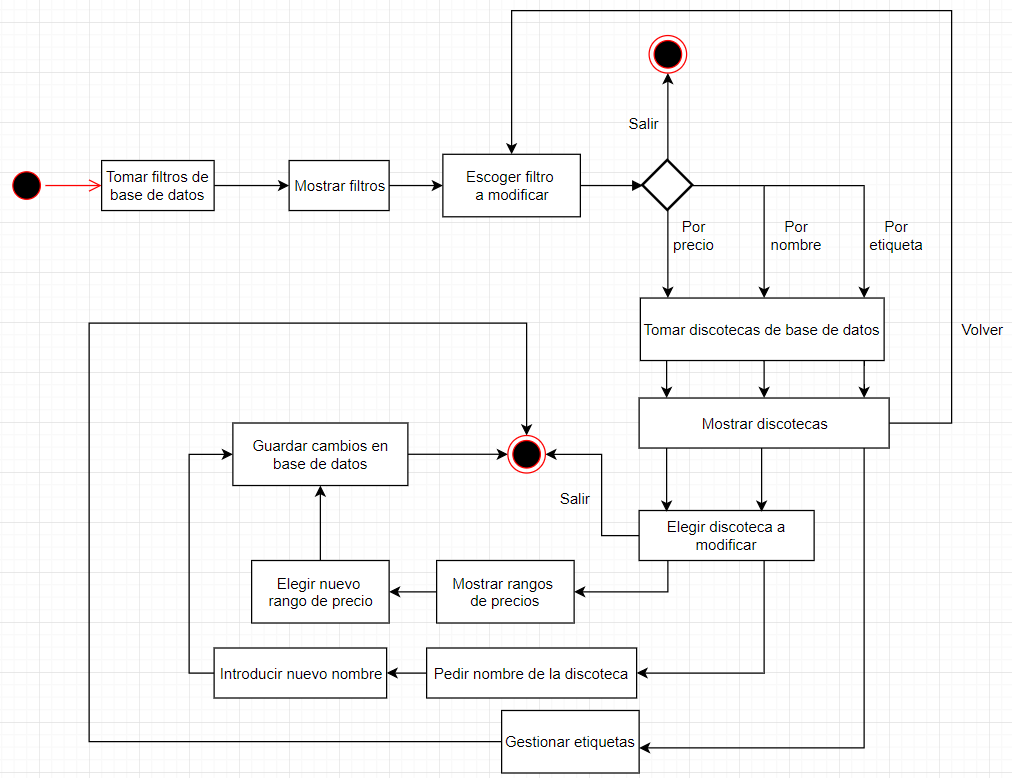 Salir
Tomar filtros de
base de datos
Mostrar filtros
Escoger filtro
a modificar
Por
precio
Por
nombre
Por
etiqueta
Tomar discotecas de base de datos
Volver
Mostrar discotecas
Guardar cambios en
base de datos
Salir
Elegir discoteca a
modificar
Elegir nuevo
rango de precio
Mostrar rangos
de precios
Introducir nuevo nombre
Pedir nombre de la discoteca
Gestionar etiquetas